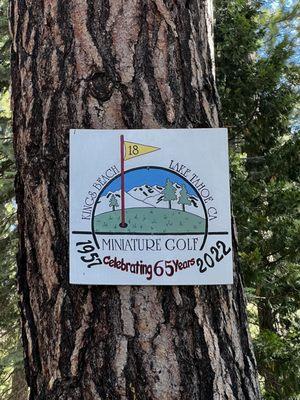 18
KINGS BEACH LAKE TAHOE, CA.
MINIATURE GOLF
1957 Celebrating 65 Years 2022